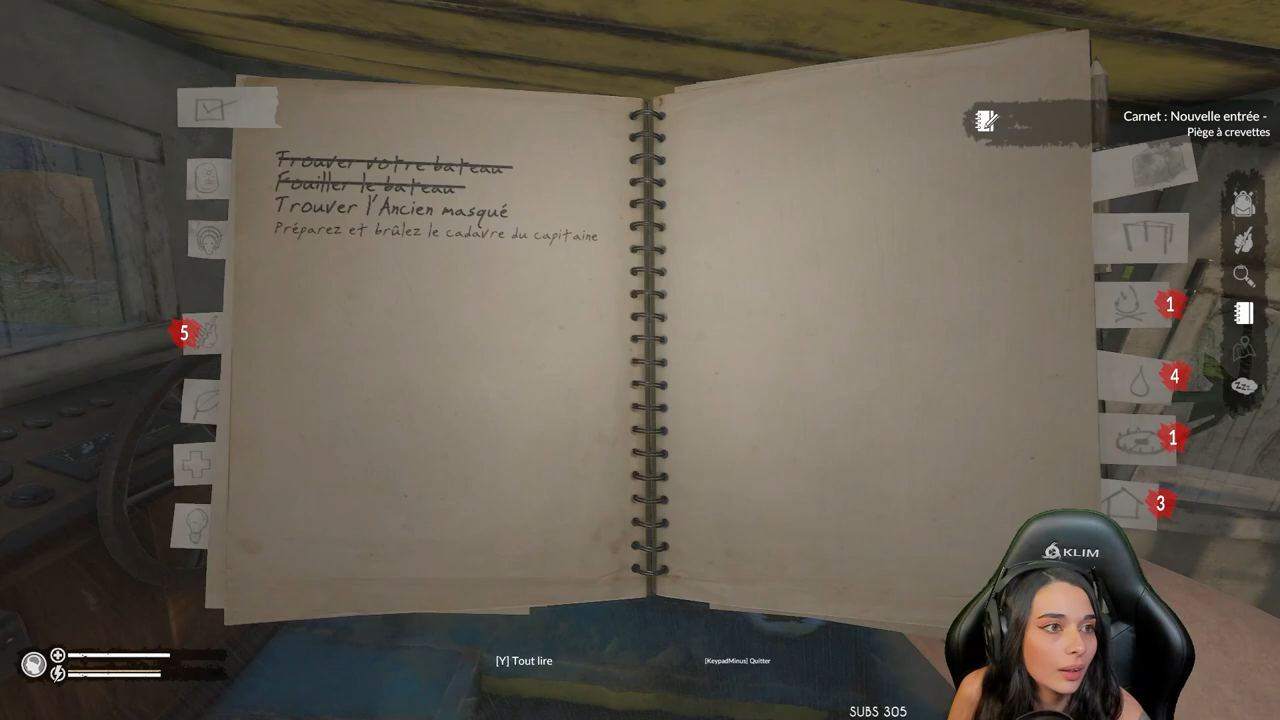 Carnet : Nouvelle entrée -
Piège à crevettes
Trouver votre bateau
Fouiller le bateau
Trouver l'Ancien masqué
Préparez et brûlez le cadavre du capitaine
5
1
4
1
3
Zzz
KLIM
[Y] Tout lire
[KeypadMinus] Quitter
SUBS 305